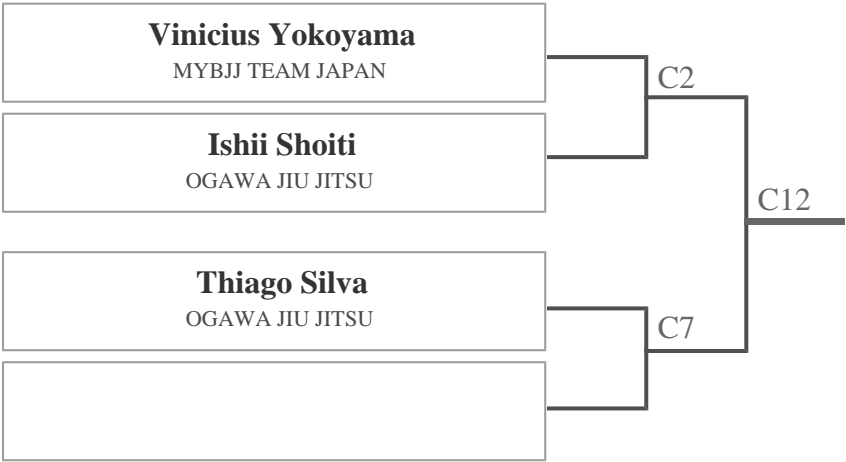 Vinicius Yokoyama
MYBJJ TEAM JAPAN
C2
Ishii Shoiti
OGAWA JIU JITSU
C12
Thiago Silva
OGAWA JIU JITSU
C7